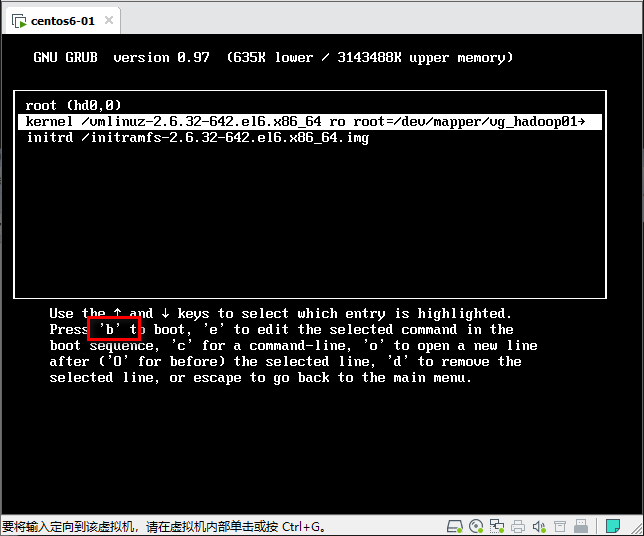 centos6-01
GNU GRUB version 0.97 (635K lower / 3143488K upper memory)
root (hd0,0)
kernel /vmlinuz-2.6.32-642.el6.x86_64 ro root=/dev/mapper/vg_hadoop01→
initrd /initramfs-2.6.32-642.el6.x86_64.img
Use the ↑ and ↓ keys to select which entry is highlighted.
Press 'b' to boot, 'e' to edit the selected command in the
boot sequence, 'c' for a command-line, 'o' to open a new line
after ('O' for before) the selected line, 'd' to remove the
selected line, or escape to go back to the main menu.
要将输入定向到该虚拟机，请在虚拟机内部单击或按 Ctrl+G。